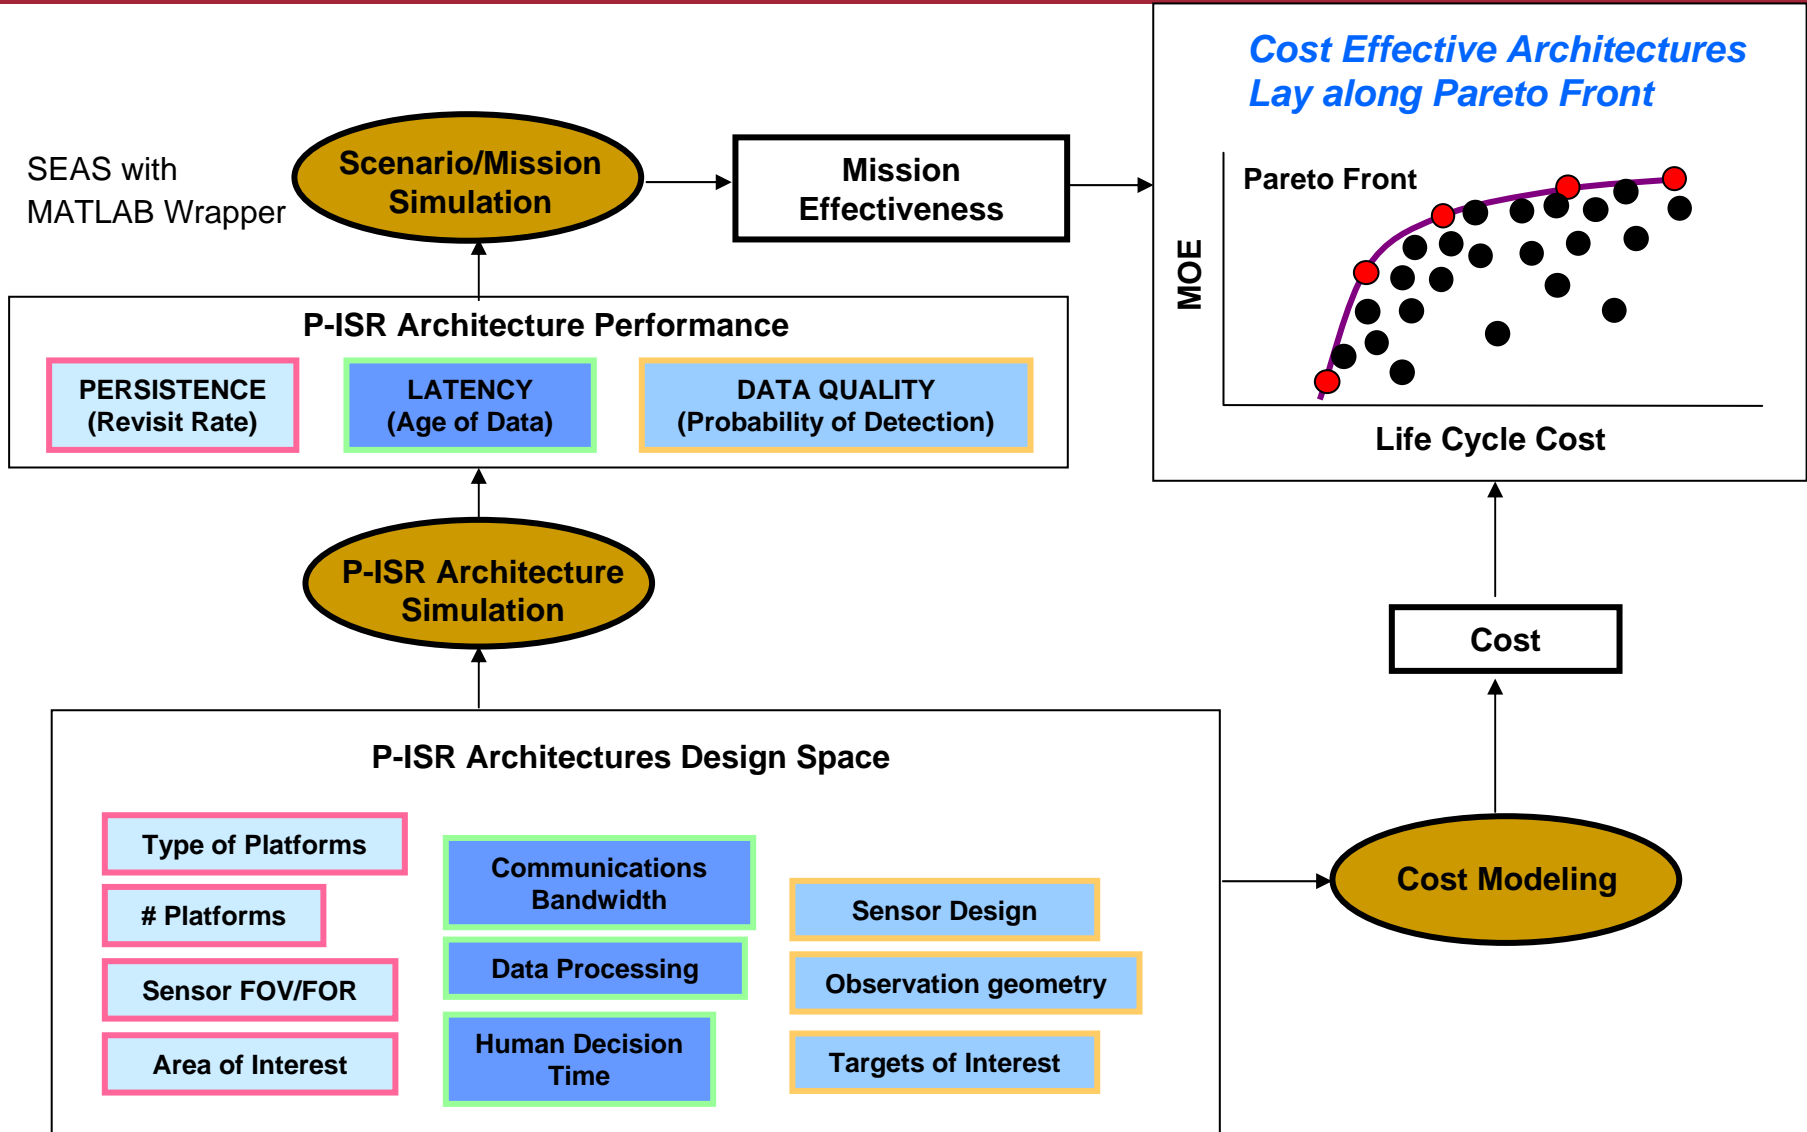 Cost Effective Architectures
Lay along Pareto Front
SEAS with
MATLAB Wrapper
Scenario/Mission
Simulation
Mission
Effectiveness
Pareto Front
MOE
Life Cycle Cost
P-ISR Architecture Performance
PERSISTENCE
(Revisit Rate)
LATENCY
(Age of Data)
DATA QUALITY
(Probability of Detection)
P-ISR Architecture
Simulation
Cost
P-ISR Architectures Design Space
Type of Platforms
# Platforms
Sensor FOV/FOR
Area of Interest
Communications
Bandwidth
Data Processing
Human Decision
Time
Sensor Design
Observation geometry
Targets of Interest
Cost Modeling